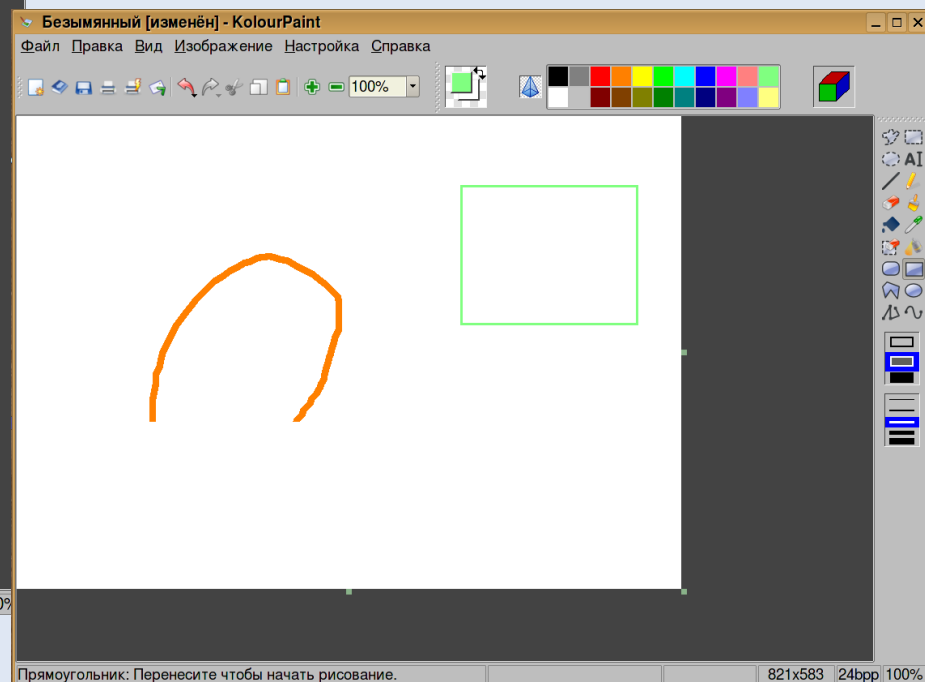 Безымянный [изменён] - KolourPaint
Файл Правка Вид Изображение Настройка Справка
100%
AI
Прямоугольник: Перенесите чтобы начать рисование.
821x583 24bpp 100%